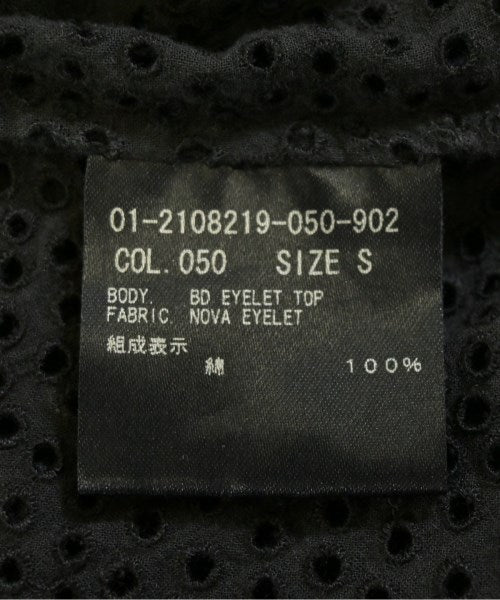 01-2108219-050-902
COL. 050 SIZE S
BODY. BD EYELET TOP
FABRIC. NOVA EYELET
組成表示
綿 100%